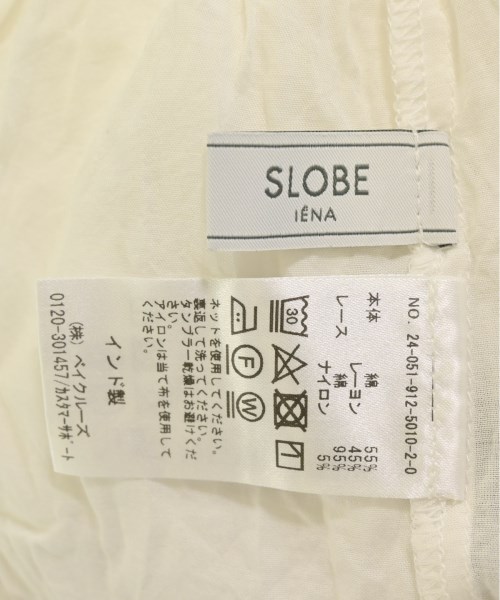 SLOBE
IÉNA
NO. 24-051-912-5010-2-0
本体 綿 55%
レーヨン 45%
レース 綿 95%
ナイロン 5%
30
F W
ネットを使用してください。
裏返して洗ってください。
タンブラー乾燥はお避けくだ
さい。
アイロンは当て布を使用して
ください。
インド製
(株) ベイクルーズ
0120-301457/カスタマーサポート